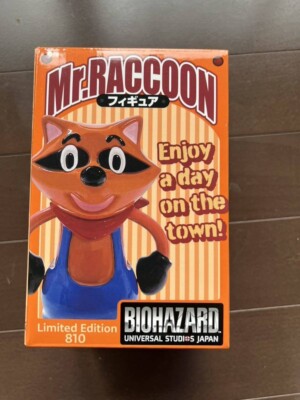 Mr.RACCOON
フィギュア
Enjoy
a day
on the
town!
Limited Edition
810
BIOHAZARD
UNIVERSAL STUDIOS JAPAN